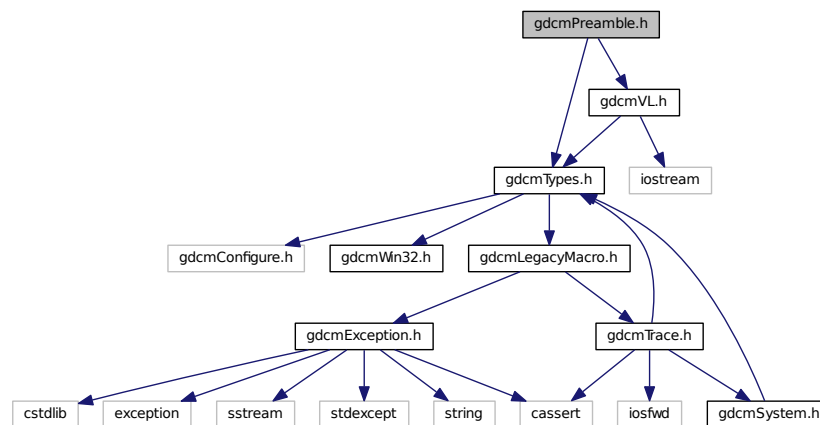 gdcmPreamble.h
gdcmVL.h
gdcmTypes.h
iostream
gdcmConfigure.h
gdcmWin32.h
gdcmLegacyMacro.h
gdcmException.h
gdcmTrace.h
cstdlib
exception
sstream
stdexcept
string
cassert
iosfwd
gdcmSystem.h